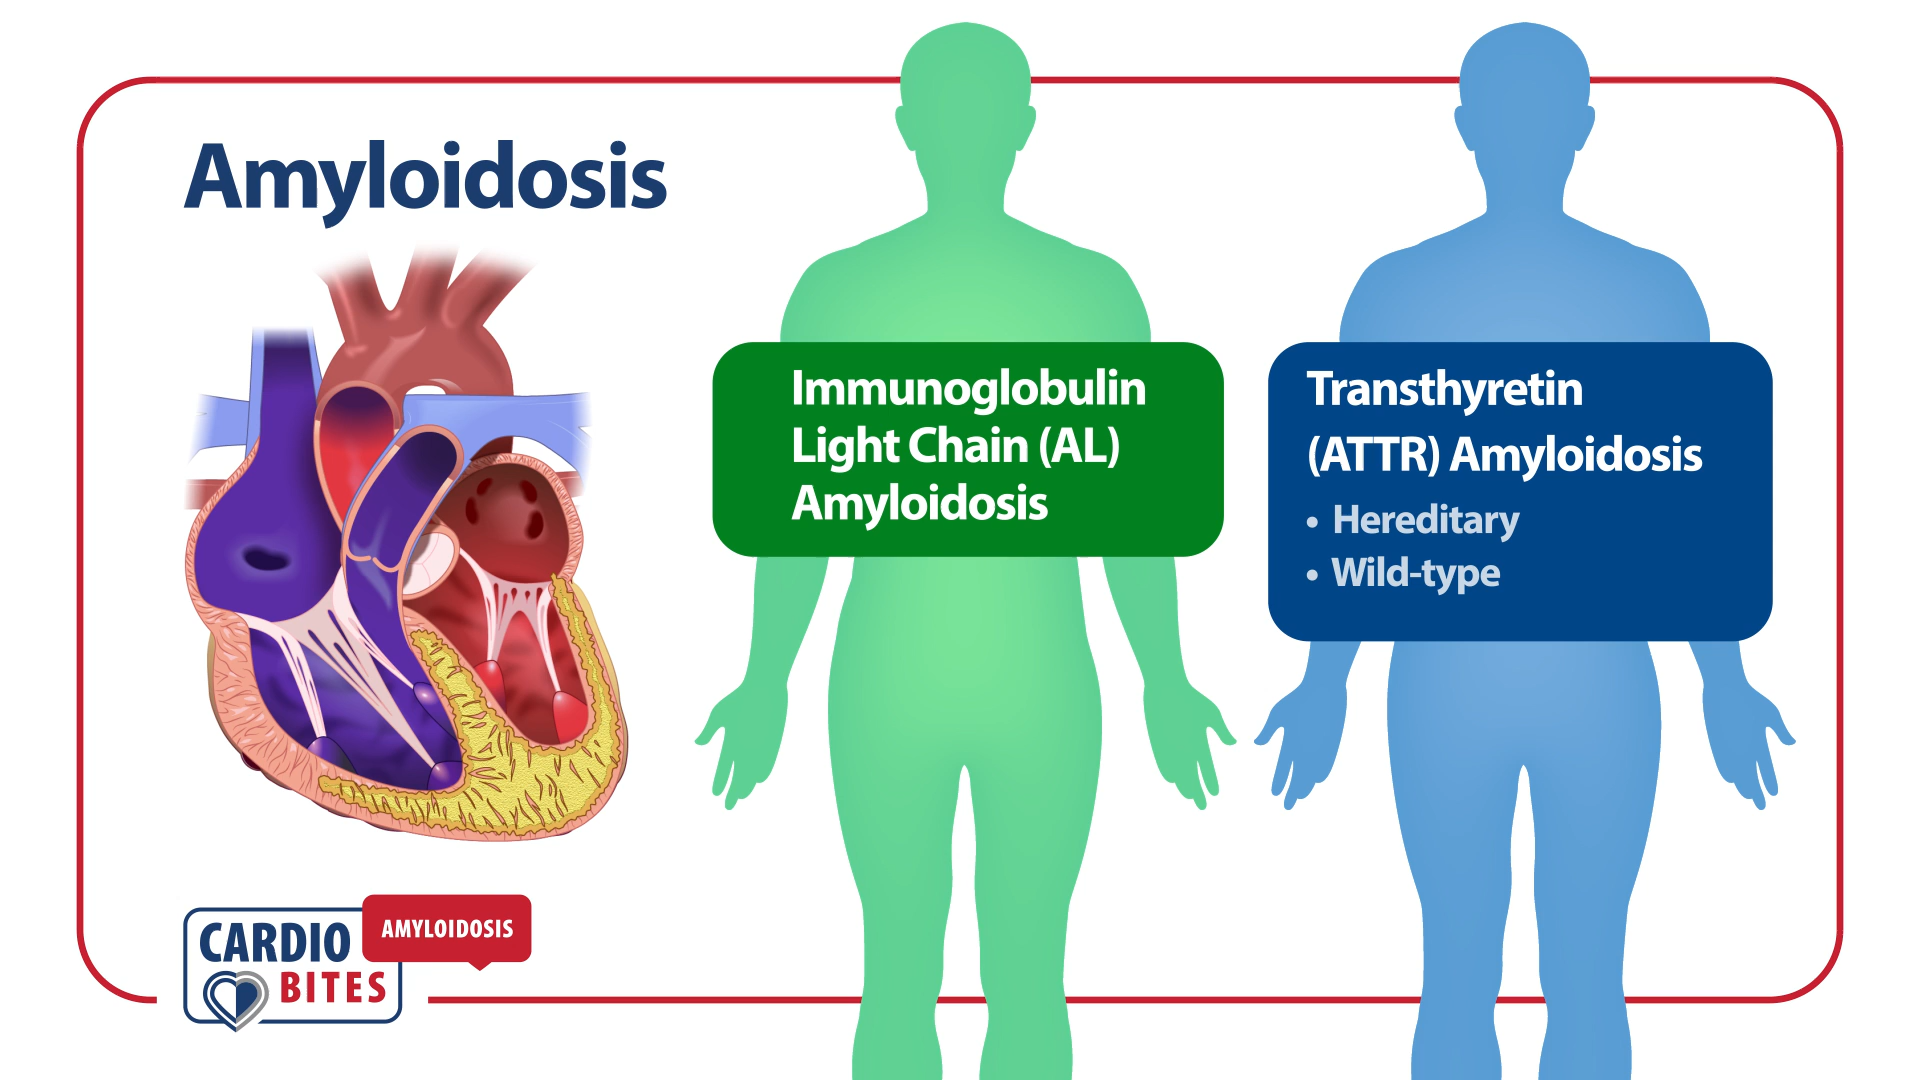 Amyloidosis
Immunoglobulin
Light Chain (AL)
Amyloidosis
Transthyretin
(ATTR) Amyloidosis
• Hereditary
• Wild-type
CARDIO
BITES
AMYLOIDOSIS